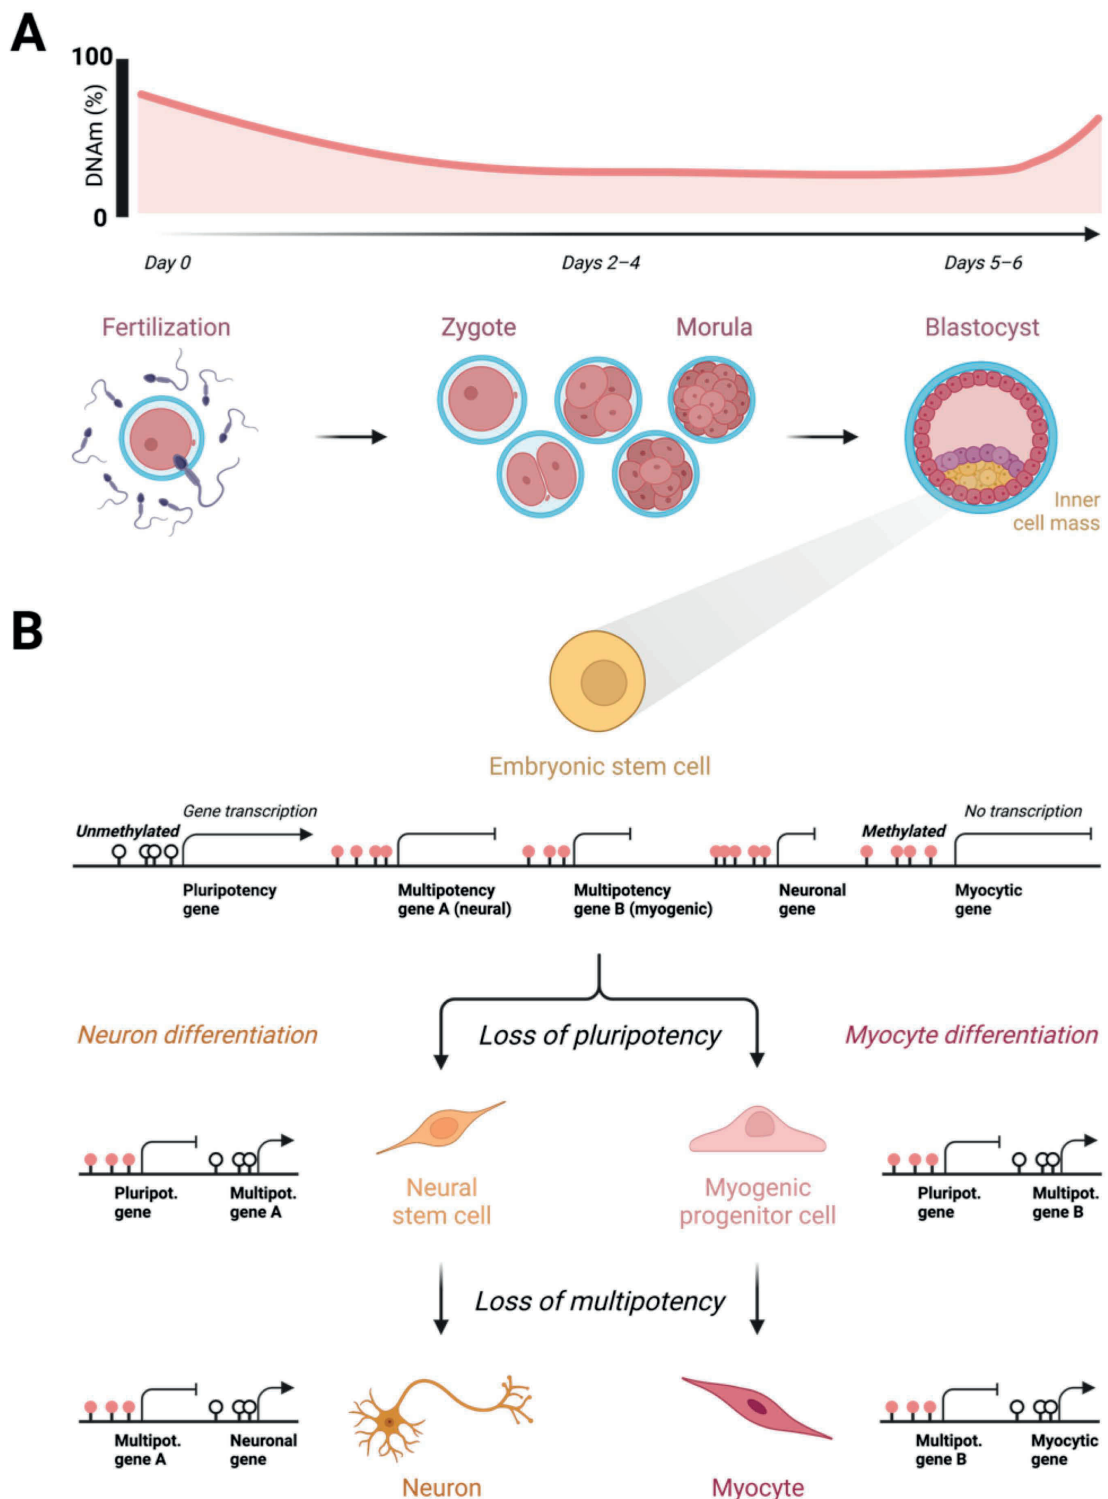 A
100
DNAm (%)
0
Day 0
Days 2–4
Days 5–6
Fertilization
Zygote
Morula
Blastocyst
Inner
cell mass
B
Embryonic stem cell
Unmethylated
Gene transcription
Methylated
No transcription
Pluripotency
gene
Multipotency
gene A (neural)
Multipotency
gene B (myogenic)
Neuronal
gene
Myocytic
gene
Neuron differentiation
Loss of pluripotency
Myocyte differentiation
Pluripot.
gene
Multipot.
gene A
Neural
stem cell
Myogenic
progenitor cell
Pluripot.
gene
Multipot.
gene B
Loss of multipotency
Multipot.
gene A
Neuronal
gene
Neuron
Myocyte
Multipot.
gene B
Myocytic
gene